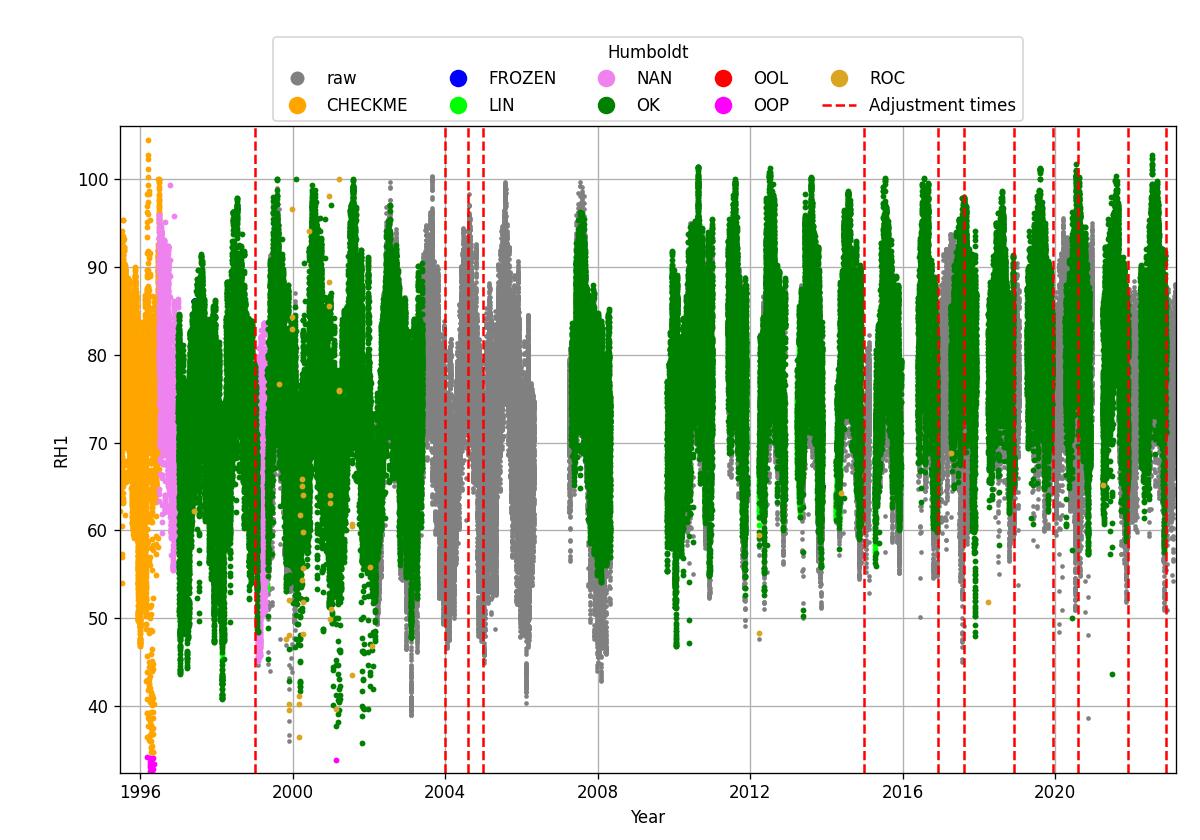 Humboldt
raw FROZEN NAN OOL ROC
CHECKME LIN OK OOP Adjustment times
100
90
80
70
60
50
40
RH1
1996 2000 2004 2008 2012 2016 2020
Year